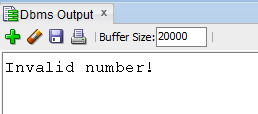 Dbms Output x
Buffer Size: 20000
Invalid number!